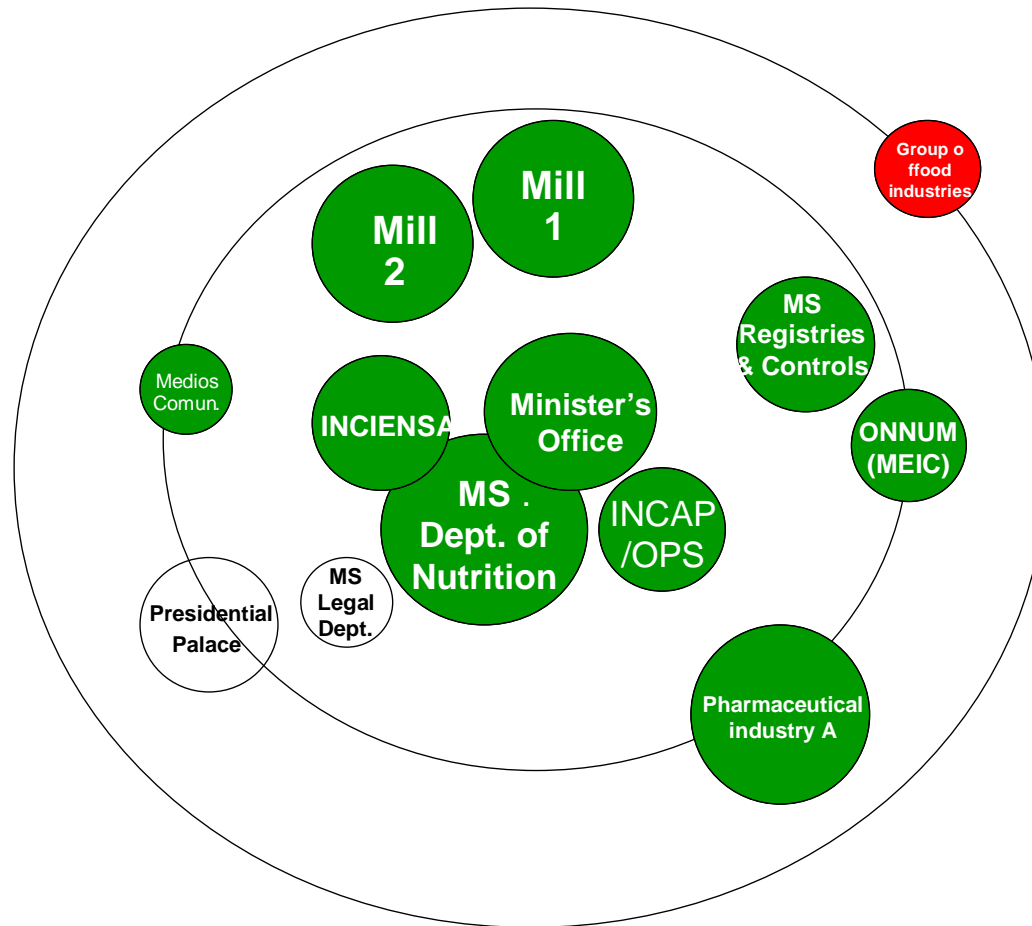 Group o
ffood
industries
Mill
1
Mill
2
MS
Registries
& Controls
Medios
Comun.
INCIENSA
Minister’s
Office
ONNUM
(MEIC)
MS .
Dept. of
Nutrition
INCAP
/OPS
MS
Legal
Dept.
Presidential
Palace
Pharmaceutical
industry A